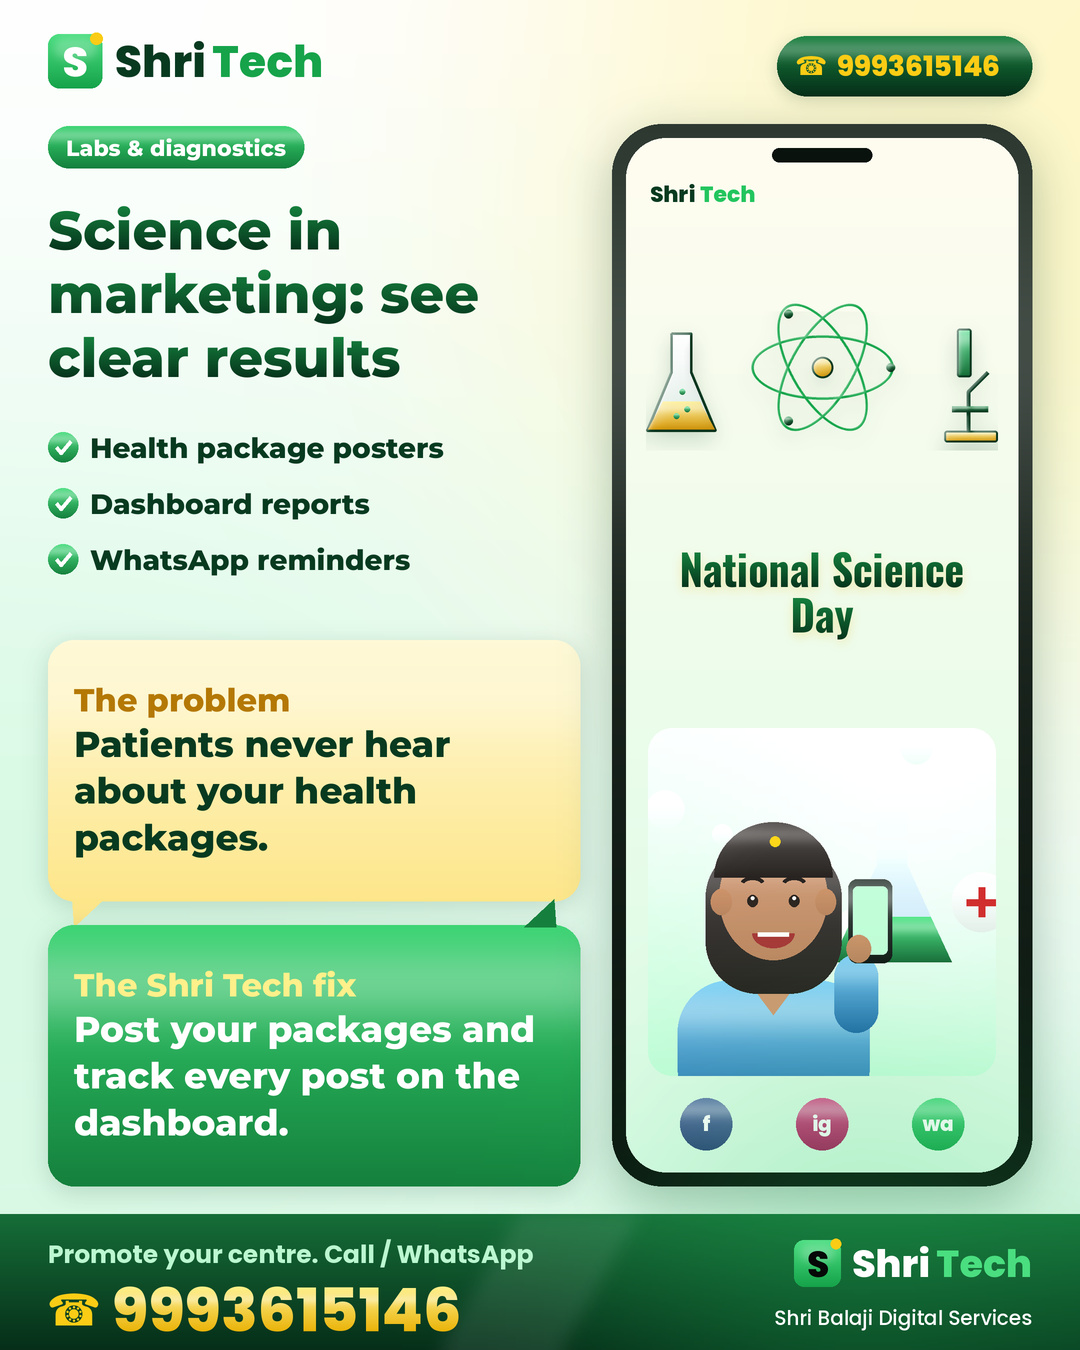 S Shri Tech
☎ 9993615146
Labs & diagnostics
Science in
marketing: see
clear results
Health package posters
Dashboard reports
WhatsApp reminders
The problem
Patients never hear
about your health
packages.
The Shri Tech fix
Post your packages and
track every post on the
dashboard.
Shri Tech
National Science
Day
f
ig
wa
Promote your centre. Call / WhatsApp
☎ 9993615146
S Shri Tech
Shri Balaji Digital Services